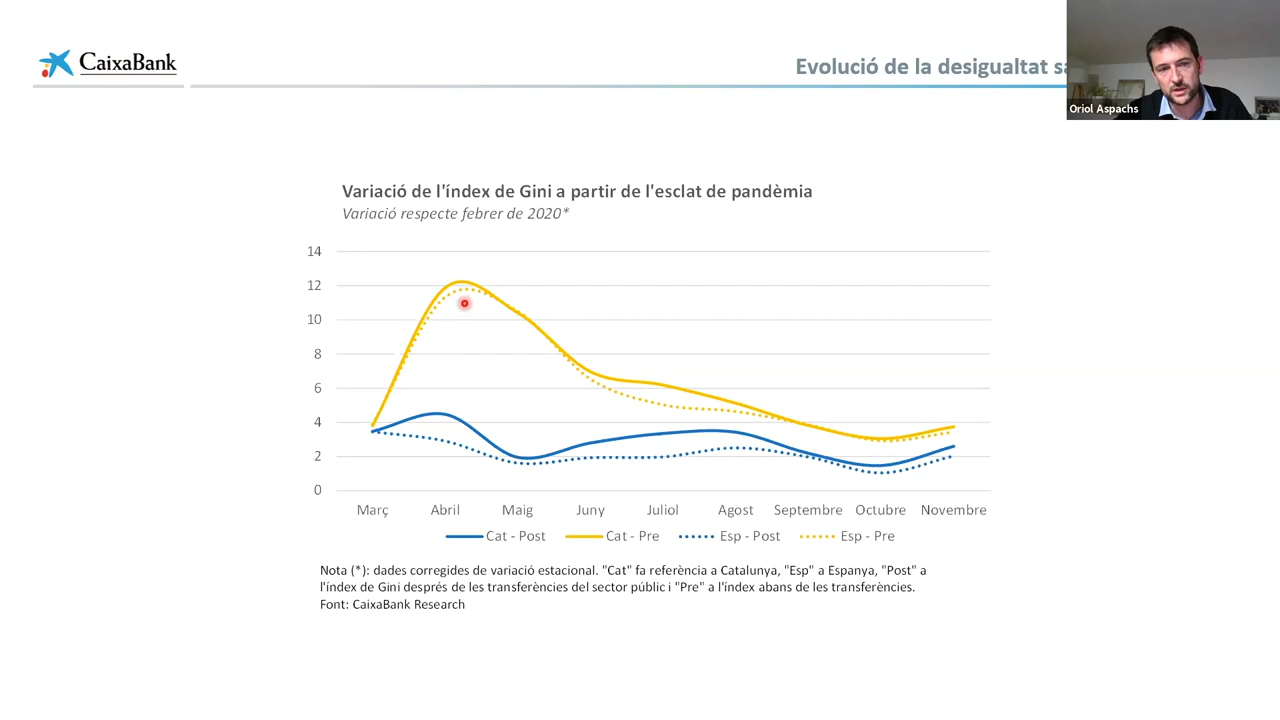 CaixaBank
Evolució de la desigualtat
Oriol Aspachs
Variació de l'índex de Gini a partir de l'esclat de pandèmia
Variació respecte febrer de 2020*
14
12
10
8
6
4
2
0
Març Abril Maig Juny Juliol Agost Septembre Octubre Novembre
Cat - Post Cat - Pre Esp - Post Esp - Pre
Nota (*): dades corregides de variació estacional. "Cat" fa referència a Catalunya, "Esp" a Espanya, "Post" a
l'índex de Gini després de les transferències del sector públic i "Pre" a l'índex abans de les transferències.
Font: CaixaBank Research